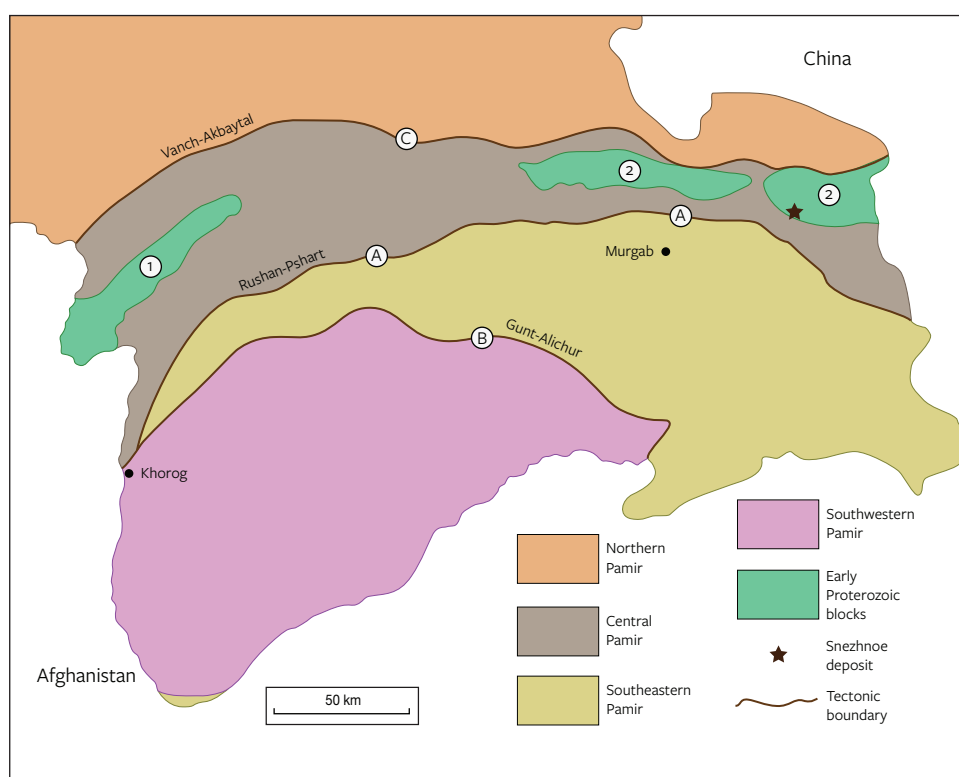 China
Vanch-Akbaytal
C
2
2
A
Rushan-Pshart
A
Murgab
1
Gunt-Alichur
B
Khorog
Afghanistan
50 km
Northern
Pamir
Central
Pamir
Southeastern
Pamir
Southwestern
Pamir
Early
Proterozoic
blocks
Snezhnoe
deposit
Tectonic
boundary